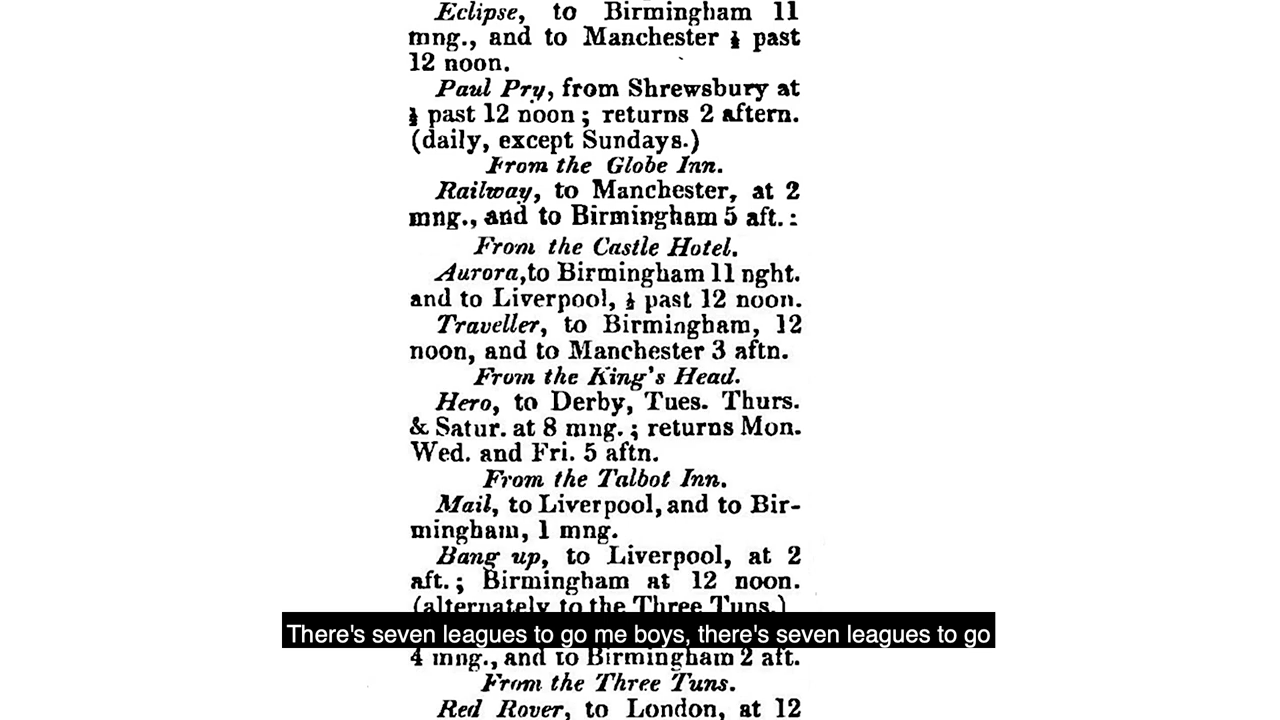 Eclipse, to Birmingham 11
mng., and to Manchester ½ past
12 noon.
Paul Pry, from Shrewsbury at
½ past 12 noon; returns 2 aftern.
(daily, except Sundays.)
From the Globe Inn.
Railway, to Manchester, at 2
mng., and to Birmingham 5 aft.:
From the Castle Hotel.
Aurora, to Birmingham 11 nght.
and to Liverpool, ½ past 12 noon.
Traveller, to Birmingham, 12
noon, and to Manchester 3 aftn.
From the King's Head.
Hero, to Derby, Tues. Thurs.
& Satur. at 8 mng.; returns Mon.
Wed. and Fri. 5 aftn.
From the Talbot Inn.
Mail, to Liverpool, and to Bir-
mingham, 1 mng.
Bang up, to Liverpool, at 2
aft.; Birmingham at 12 noon.
(alternately to the Three Tuns.)
There's seven leagues to go me boys, there's seven leagues to go
4 mng., and to Birmingham 2 aft.
From the Three Tuns.
Red Rover, to London, at 12